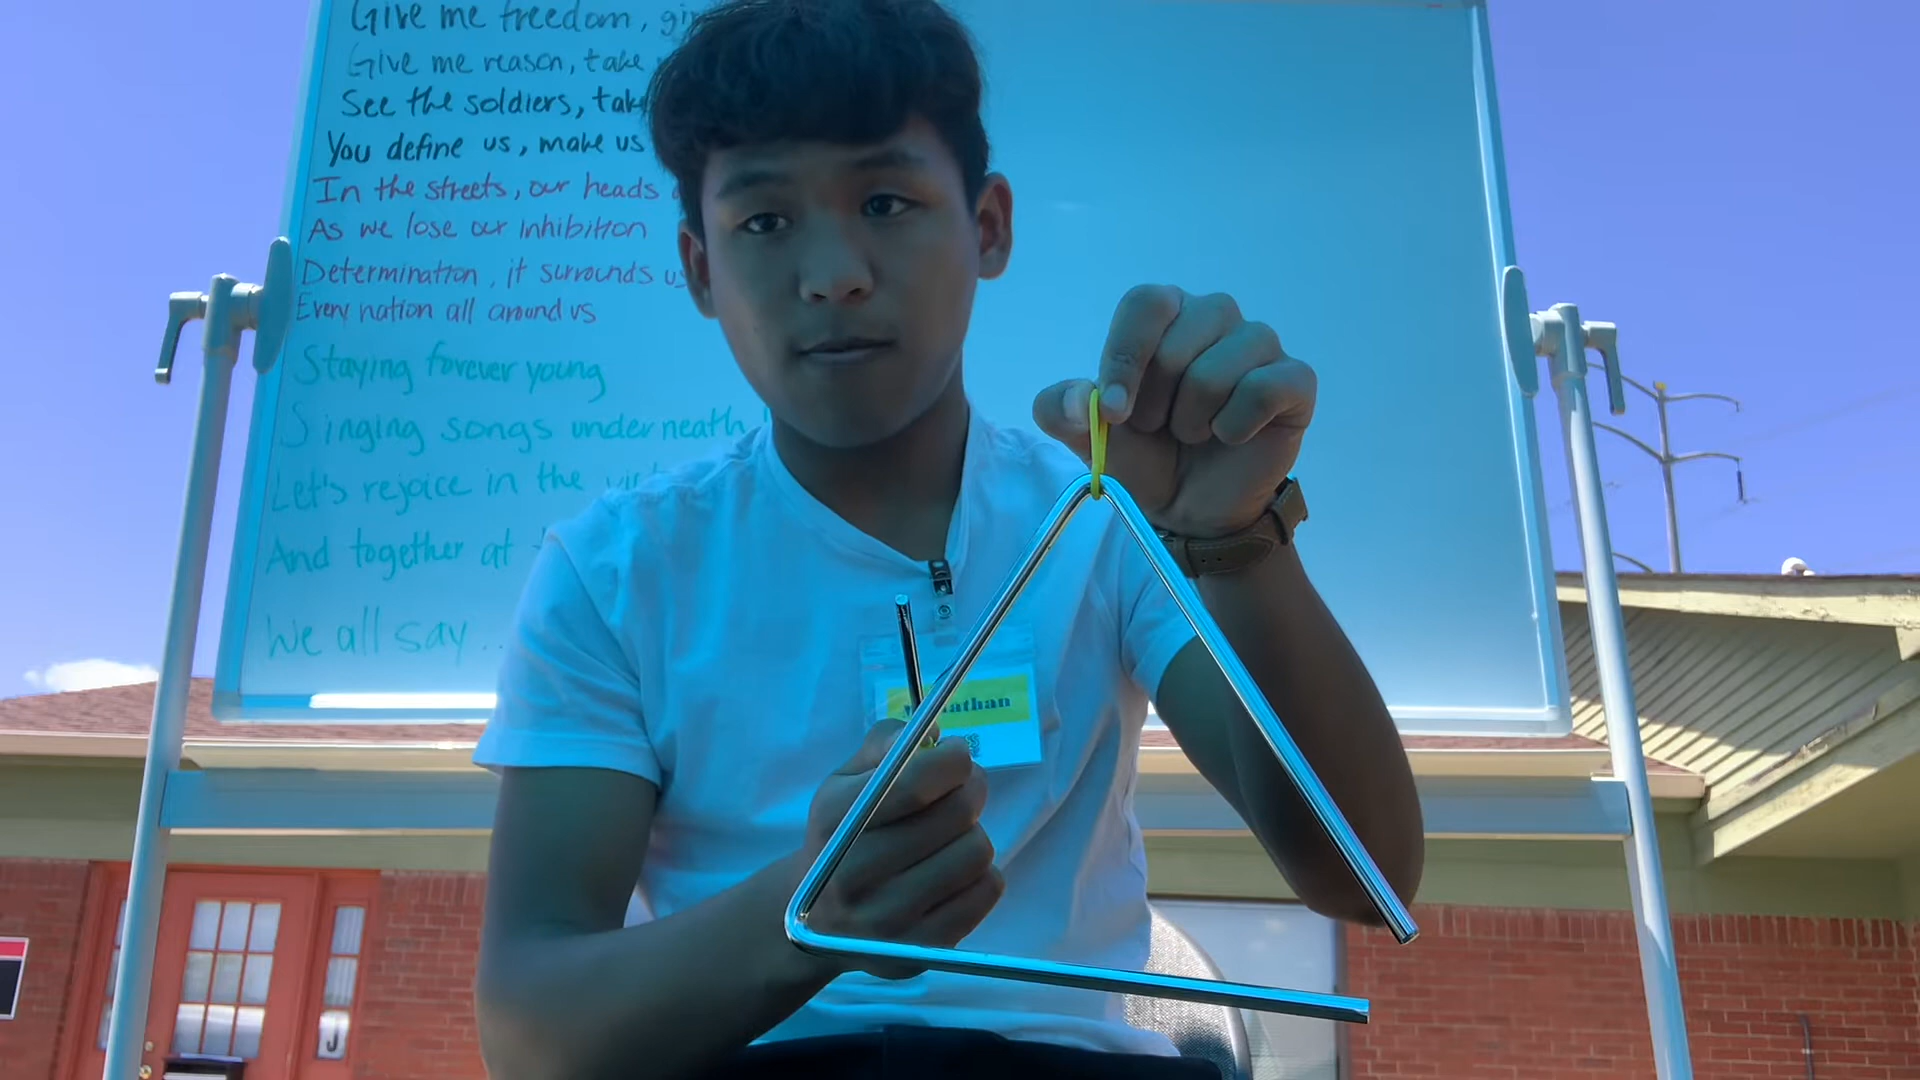 Give me freedom,
Give me reason, take
See the soldiers, take
You define us, make us
In the streets, our heads
As we lose our inhibition
Determination, it surrounds us
Every nation all around us
Staying forever young
Singing songs underneath
Let's rejoice in the
And together at
We all say...
J